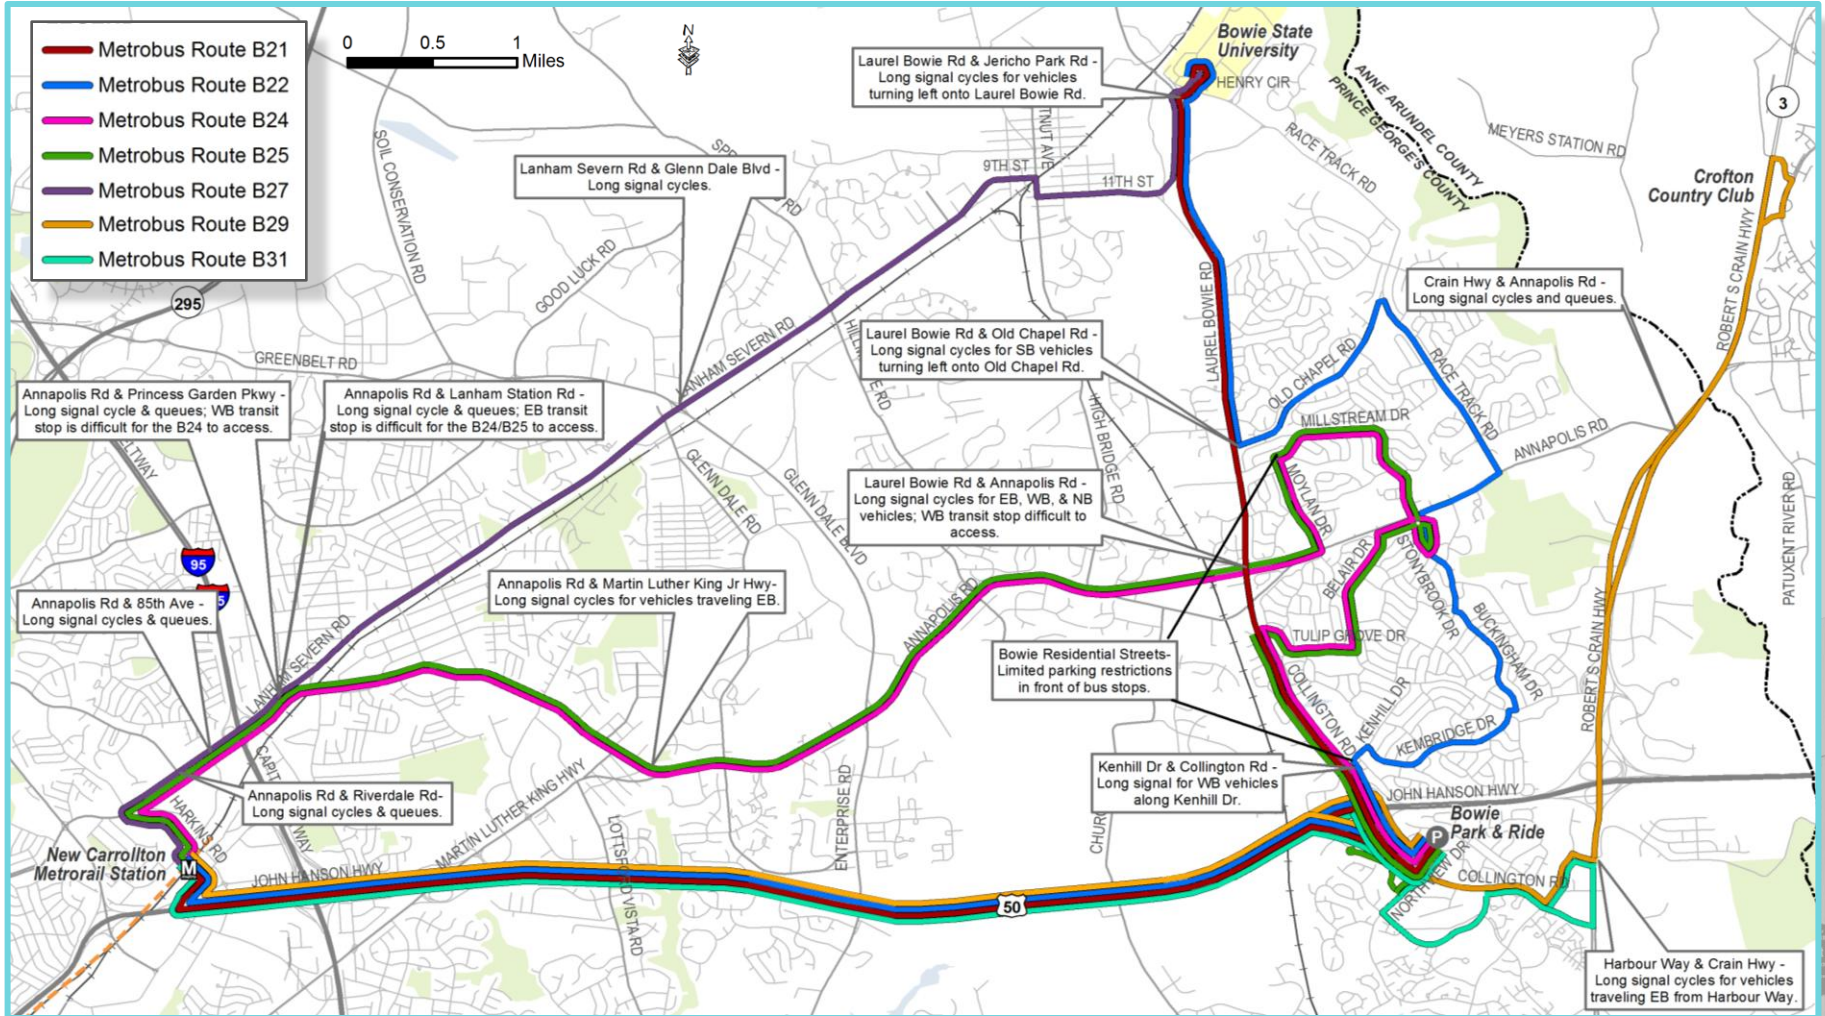 Metrobus Route B21
Metrobus Route B22
Metrobus Route B24
Metrobus Route B25
Metrobus Route B27
Metrobus Route B29
Metrobus Route B31
0 0.5 1
Miles
N
Bowie State
University
HENRY CIR
Laurel Bowie Rd & Jericho Park Rd -
Long signal cycles for vehicles
turning left onto Laurel Bowie Rd.
ANNE ARUNDEL COUNTY
PRINCE GEORGE'S COUNTY
3
MEYERS STATION RD
RACE TRACK RD
SOIL CONSERVATION RD
Lanham Severn Rd & Glenn Dale Blvd -
Long signal cycles.
9TH ST
11TH ST
Crofton
Country Club
ROBERT S CRAIN HWY
GOOD LUCK RD
295
LAUREL BOWIE RD
Crain Hwy & Annapolis Rd -
Long signal cycles and queues.
GREENBELT RD
LANHAM SEVERN RD
Laurel Bowie Rd & Old Chapel Rd -
Long signal cycles for SB vehicles
turning left onto Old Chapel Rd.
OLD CHAPEL RD
RACE TRACK RD
Annapolis Rd & Princess Garden Pkwy -
Long signal cycle & queues; WB transit
stop is difficult for the B24 to access.
Annapolis Rd & Lanham Station Rd -
Long signal cycle & queues; EB transit
stop is difficult for the B24/B25 to access.
MILLSTREAM DR
ANNAPOLIS RD
HIGH BRIDGE RD
GLENN DALE RD
GLENN DALE BLVD
Laurel Bowie Rd & Annapolis Rd -
Long signal cycles for EB, WB, & NB
vehicles; WB transit stop difficult to
access.
MOYLAN DR
PATUXENT RIVER RD
95
BELAIR DR
STONYBROOK DR
Annapolis Rd & Martin Luther King Jr Hwy-
Long signal cycles for vehicles traveling EB.
ANNAPOLIS RD
Annapolis Rd & 85th Ave -
Long signal cycles & queues.
BUCKINGHAM DR
TULIP GROVE DR
LANHAM SEVERN RD
Bowie Residential Streets-
Limited parking restrictions
in front of bus stops.
COLLINGTON RD
KENHILL DR
KEMBRIDGE DR
ROBERT S CRAIN HWY
Kenhill Dr & Collington Rd -
Long signal for WB vehicles
along Kenhill Dr.
Annapolis Rd & Riverdale Rd-
Long signal cycles & queues.
HARKINS RD
MARTIN LUTHER KING HWY
LOTTSFORD VISTA RD
ENTERPRISE RD
JOHN HANSON HWY
Bowie
Park & Ride
P
New Carrollton
Metrorail Station
M
JOHN HANSON HWY
50
NORTHVIEW DR
COLLINGTON RD
Harbour Way & Crain Hwy -
Long signal cycles for vehicles
traveling EB from Harbour Way.